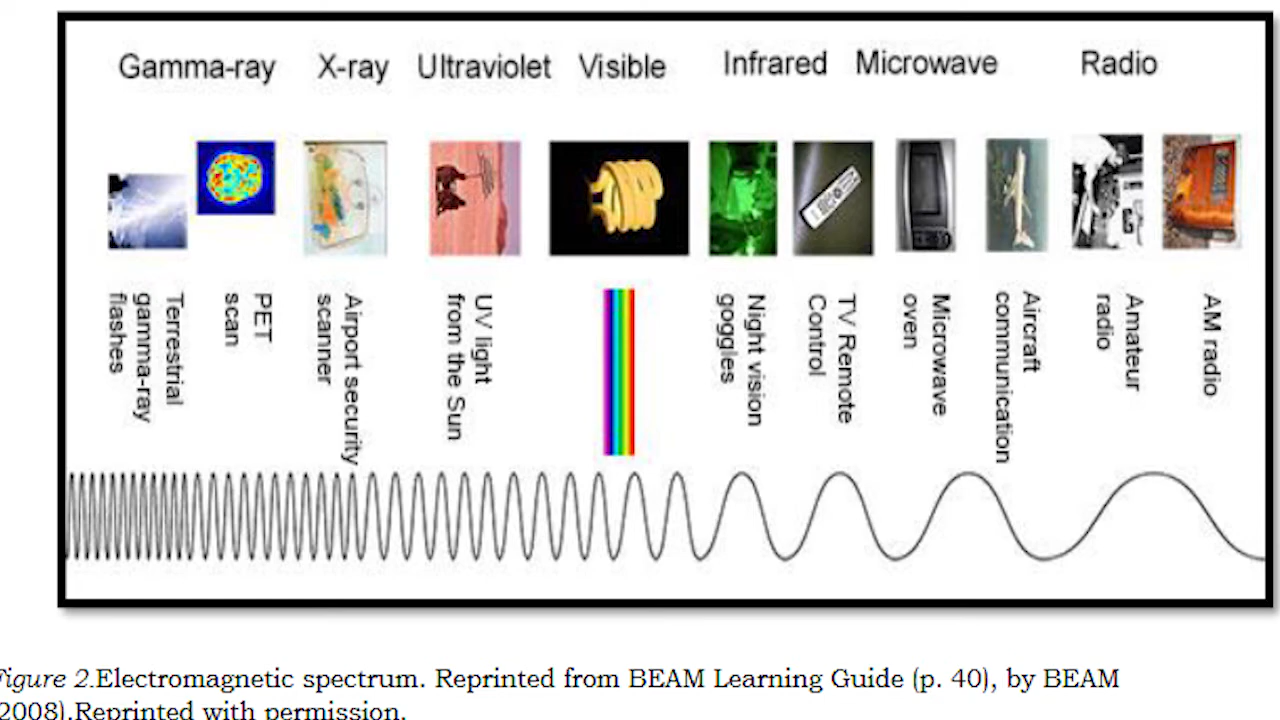 Gamma-ray X-ray Ultraviolet Visible Infrared Microwave Radio
Terrestrial
gamma-ray
flashes
PET
scan
Airport security
scanner
UV light
from the Sun
Night vision
goggles
TV Remote
Control
Microwave
oven
Aircraft
communication
Amateur
radio
AM radio
Figure 2.Electromagnetic spectrum. Reprinted from BEAM Learning Guide (p. 40), by BEAM
2008).Reprinted with permission.